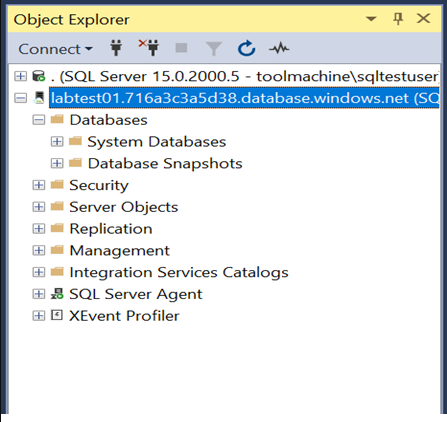 Object Explorer
Connect
. (SQL Server 15.0.2000.5 - toolmachine\sqltestuser
labtest01.716a3c3a5d38.database.windows.net (SQ
Databases
System Databases
Database Snapshots
Security
Server Objects
Replication
Management
Integration Services Catalogs
SQL Server Agent
XEvent Profiler